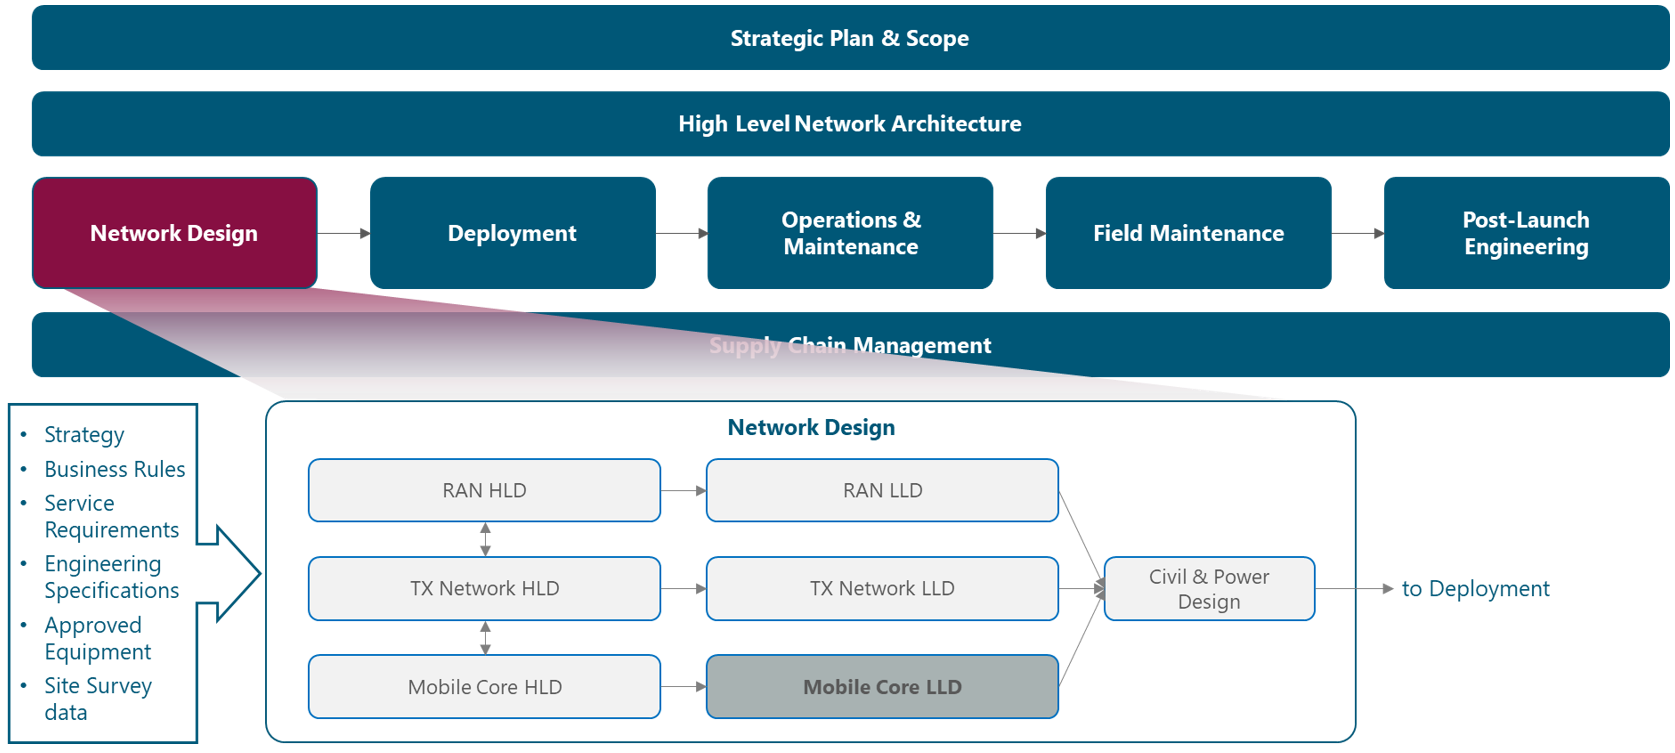 Strategic Plan & Scope
High Level Network Architecture
Network Design
Deployment
Operations &
Maintenance
Field Maintenance
Post-Launch
Engineering
Supply Chain Management
• Strategy
• Business Rules
• Service
Requirements
• Engineering
Specifications
• Approved
Equipment
• Site Survey
data
Network Design
RAN HLD
RAN LLD
TX Network HLD
TX Network LLD
Civil & Power
Design
to Deployment
Mobile Core HLD
Mobile Core LLD